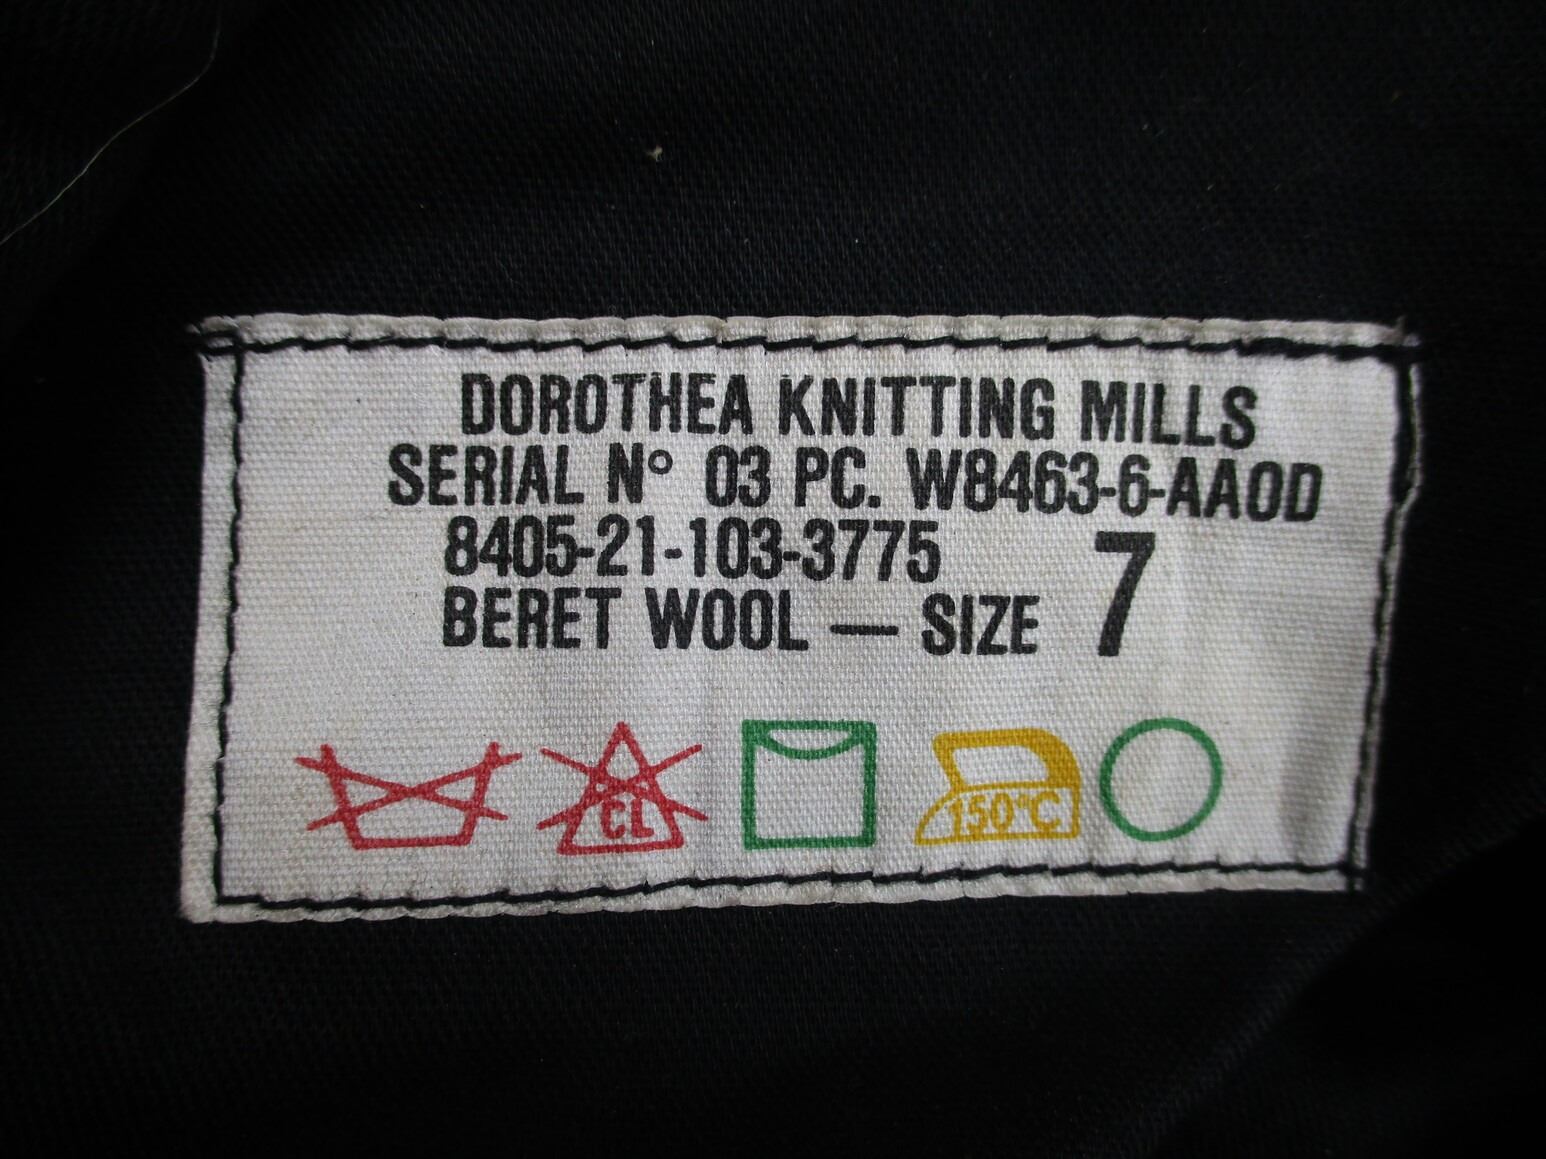 DOROTHEA KNITTING MILLS
SERIAL Nº 03 PC. W8463-6-AAOD
8405-21-103-3775
BERET WOOL — SIZE 7
CL
150°C